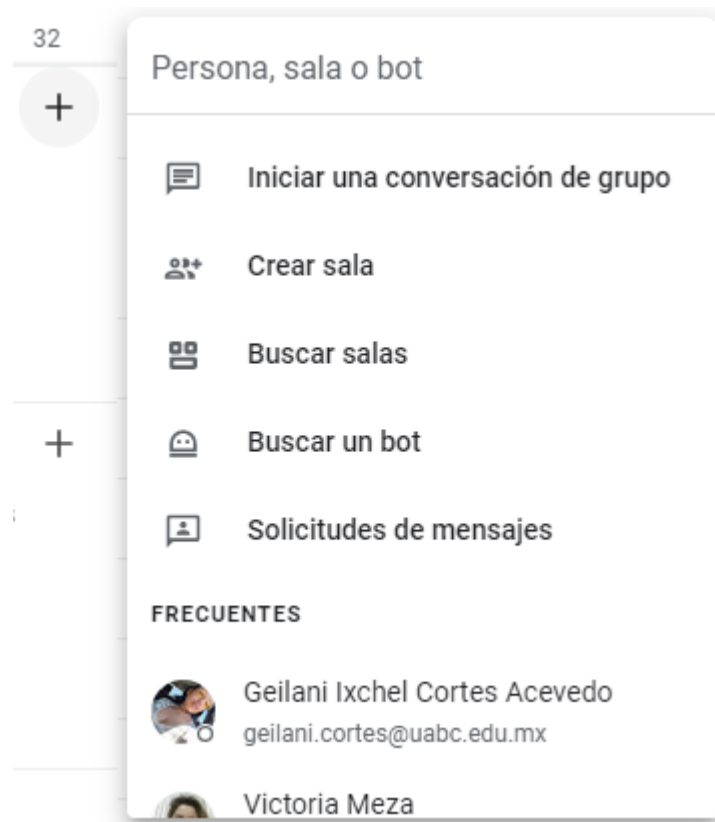 32
Persona, sala o bot
Iniciar una conversación de grupo
Crear sala
Buscar salas
Buscar un bot
Solicitudes de mensajes
FRECUENTES
Geilani Ixchel Cortes Acevedo
geilani.cortes@uabc.edu.mx
Victoria Meza